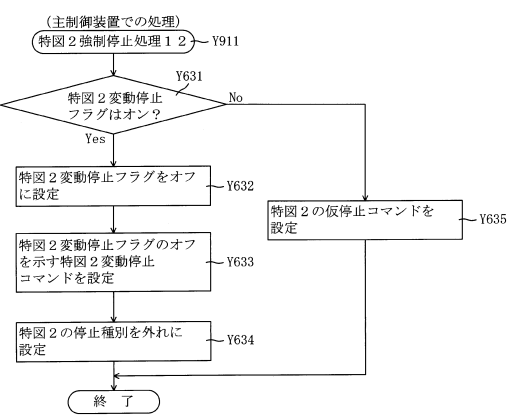 (主制御装置での処理)
特図2強制停止処理12
Y911
Y631
特図2変動停止
フラグはオン?
No
Yes
特図2変動停止フラグをオフ
に設定
Y632
特図2の仮停止コマンドを
設定
Y635
特図2変動停止フラグのオフ
を示す特図2変動停止
コマンドを設定
Y633
特図2の停止種別を外れに
設定
Y634
終 了